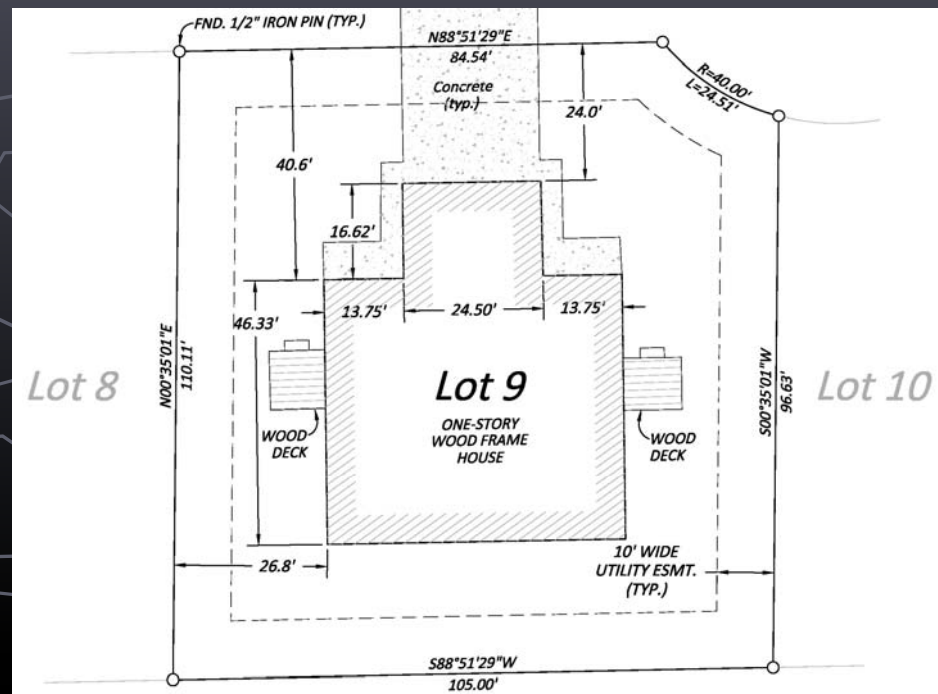 FND. 1/2" IRON PIN (TYP.)
N88°51'29"E
84.54'
R=40.00'
L=24.51'
Concrete
(typ.)
24.0'
40.6'
16.62'
46.33'
13.75'
24.50'
13.75'
N00°35'01"E
110.11'
S00°35'01"W
96.63'
Lot 8
Lot 9
Lot 10
ONE-STORY
WOOD FRAME
HOUSE
WOOD
DECK
WOOD
DECK
26.8'
10' WIDE
UTILITY ESMT.
(TYP.)
S88°51'29"W
105.00'